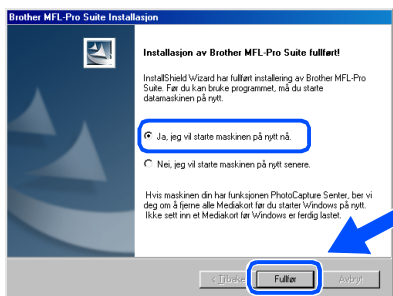 Brother MFL-Pro Suite Installasjon
Installasjon av Brother MFL-Pro Suite fullført!
InstallShield Wizard har fullført installering av Brother MFL-Pro
Suite. Før du kan bruke programmet, må du starte
datamaskinen på nytt.
Ja, jeg vil starte maskinen på nytt nå.
Nei, jeg vil starte maskinen på nytt senere.
Hvis maskinen din har funksjonen PhotoCapture Senter, ber vi
deg om å fjerne alle Mediakort før du starter Windows på nytt.
Ikke sett inn et Mediakort før Windows er ferdig lastet.
< Tilbake Fullfør Avbryt